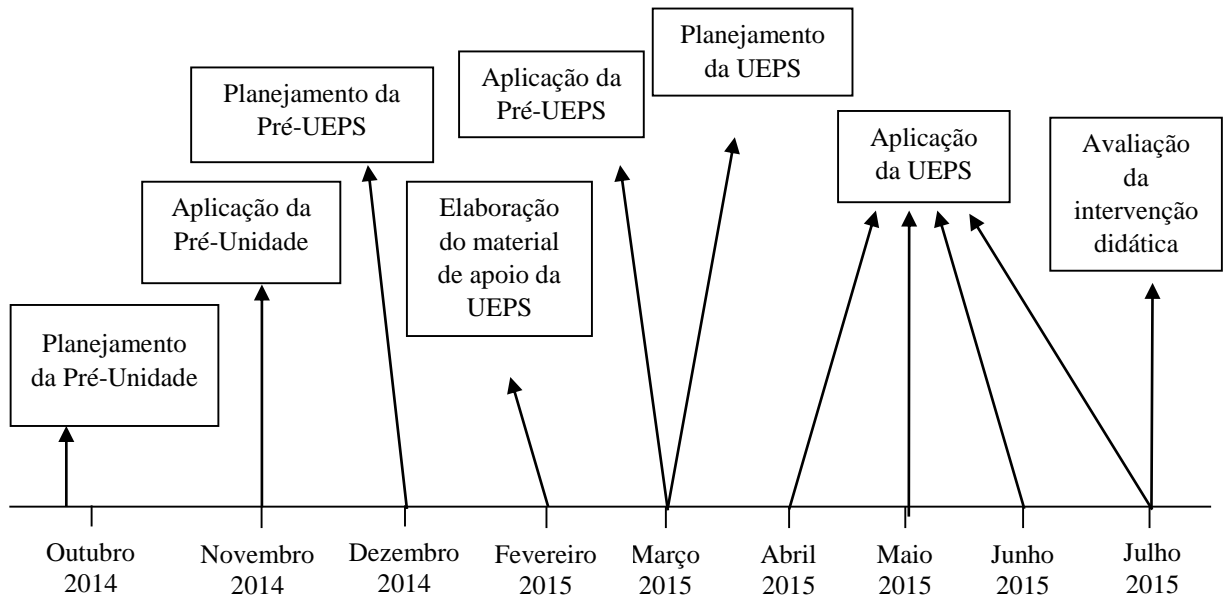 Planejamento
da UEPS
Planejamento da
Pré-UEPS
Aplicação da
Pré-UEPS
Aplicação
da UEPS
Avaliação
da
intervenção
didática
Aplicação da
Pré-Unidade
Elaboração
do material
de apoio da
UEPS
Planejamento
da Pré-Unidade
Outubro
2014
Novembro
2014
Dezembro
2014
Fevereiro
2015
Março
2015
Abril
2015
Maio
2015
Junho
2015
Julho
2015